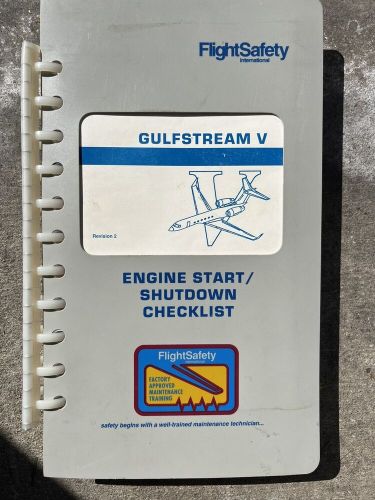 FlightSafety
international
GULFSTREAM V
V
Revision 2
ENGINE START/
SHUTDOWN
CHECKLIST
FlightSafety
international
FACTORY
APPROVED
MAINTENANCE
TRAINING
safety begins with a well-trained maintenance technician...